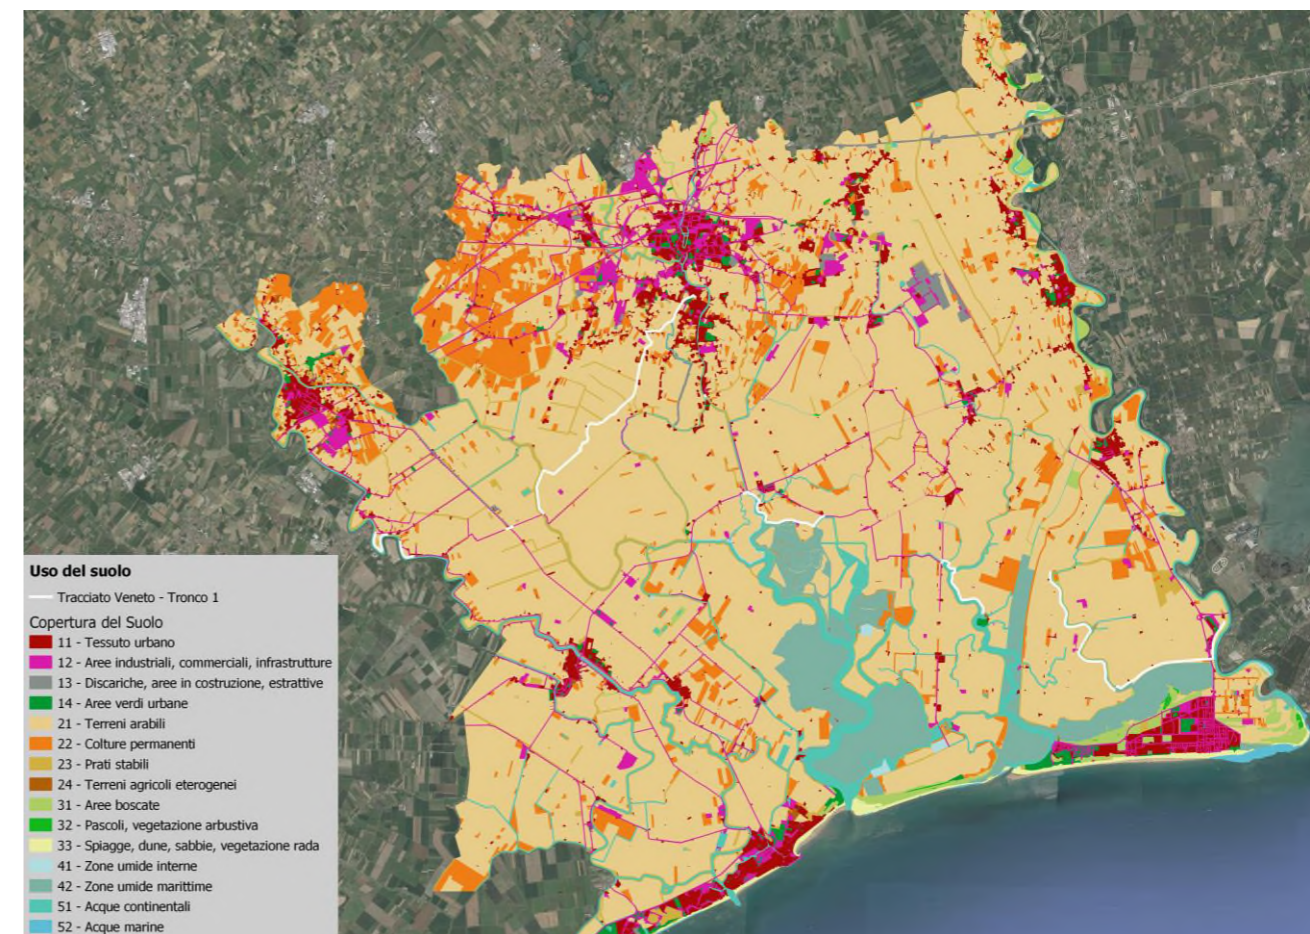 Uso del suolo
Tracciato Veneto - Tronco 1
Copertura del Suolo
11 - Tessuto urbano
12 - Aree industriali, commerciali, infrastrutture
13 - Discariche, aree in costruzione, estrattive
14 - Aree verdi urbane
21 - Terreni arabili
22 - Colture permanenti
23 - Prati stabili
24 - Terreni agricoli eterogenei
31 - Aree boscate
32 - Pascoli, vegetazione arbustiva
33 - Spiagge, dune, sabbie, vegetazione rada
41 - Zone umide interne
42 - Zone umide marittime
51 - Acque continentali
52 - Acque marine